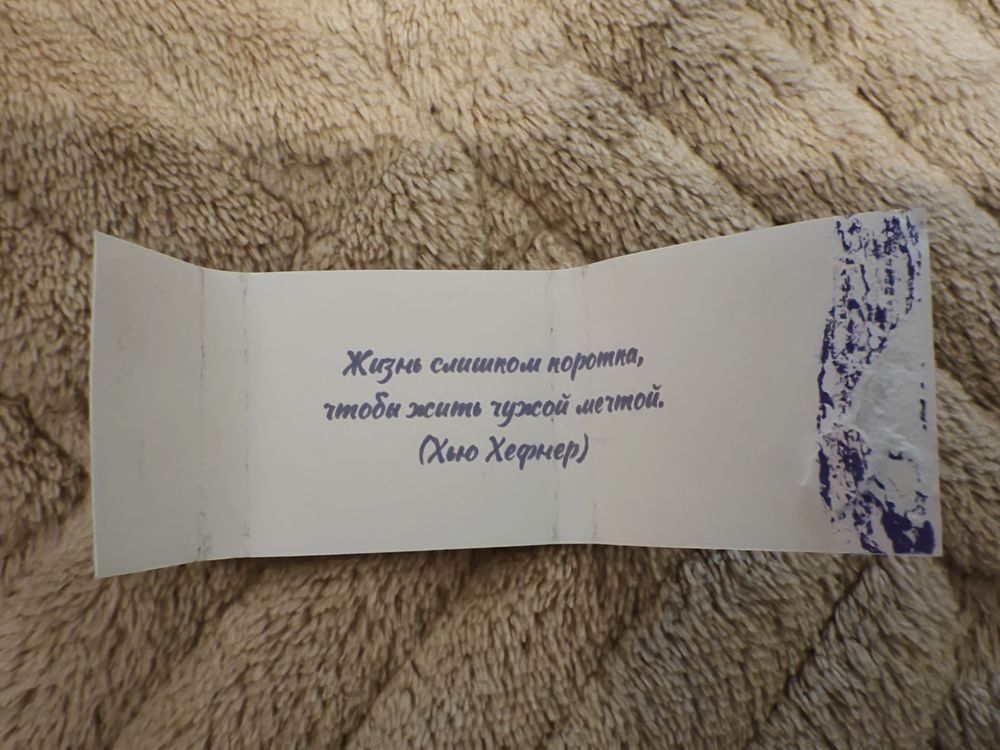 Жизнь слишком коротка,
чтобы жить чужой мечтой.
(Хью Хефнер)